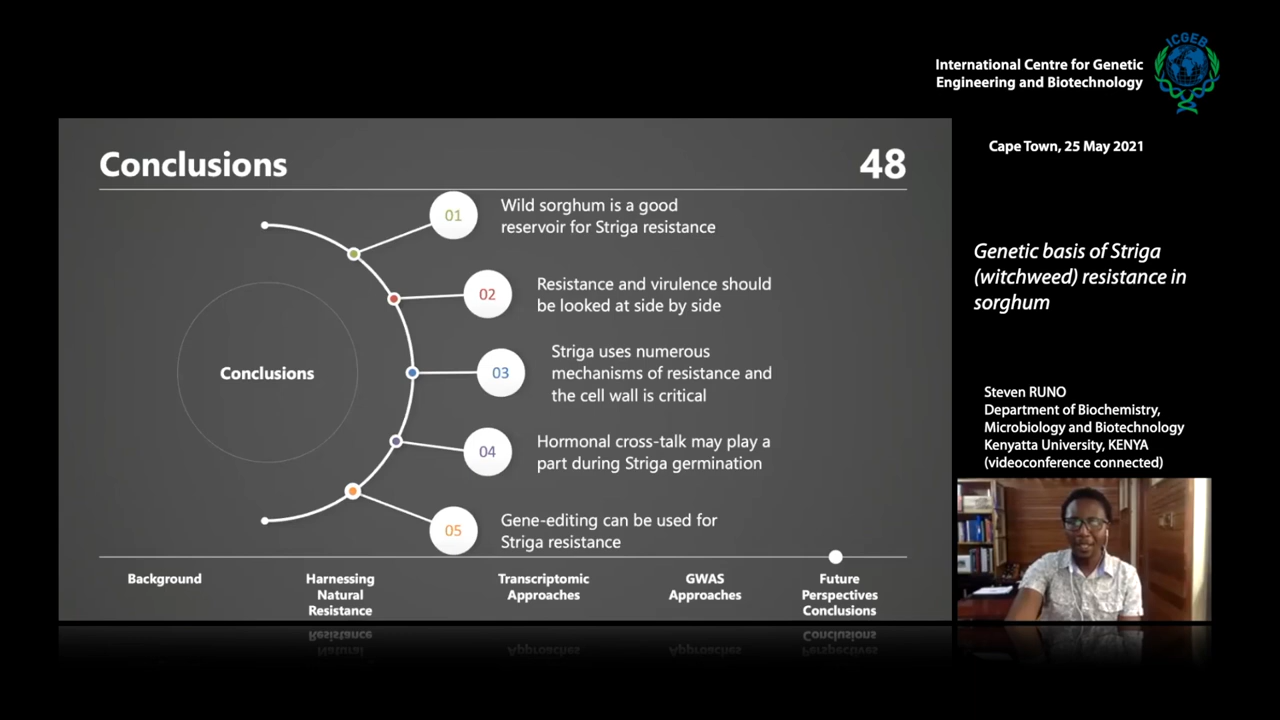 ICGEB
International Centre for Genetic
Engineering and Biotechnology
Cape Town, 25 May 2021
Conclusions
48
01
Wild sorghum is a good
reservoir for Striga resistance
02
Resistance and virulence should
be looked at side by side
Conclusions
03
Striga uses numerous
mechanisms of resistance and
the cell wall is critical
04
Hormonal cross-talk may play a
part during Striga germination
05
Gene-editing can be used for
Striga resistance
Background
Harnessing
Natural
Resistance
Transcriptomic
Approaches
GWAS
Approaches
Future
Perspectives
Conclusions
Genetic basis of Striga
(witchweed) resistance in
sorghum
Steven RUNO
Department of Biochemistry,
Microbiology and Biotechnology
Kenyatta University, KENYA
(videoconference connected)